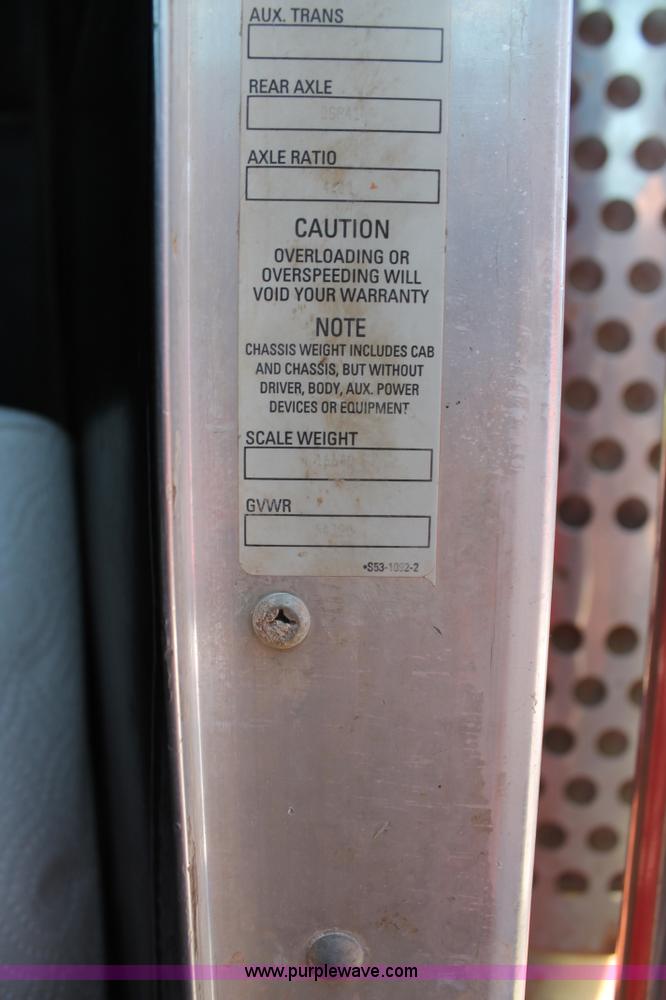 AUX. TRANS
REAR AXLE
AXLE RATIO
CAUTION
OVERLOADING OR
OVERSPEEDING WILL
VOID YOUR WARRANTY
NOTE
CHASSIS WEIGHT INCLUDES CAB
AND CHASSIS, BUT WITHOUT
DRIVER, BODY, AUX. POWER
DEVICES OR EQUIPMENT
SCALE WEIGHT
GVWR
*S53-1092-2
www.purplewave.com